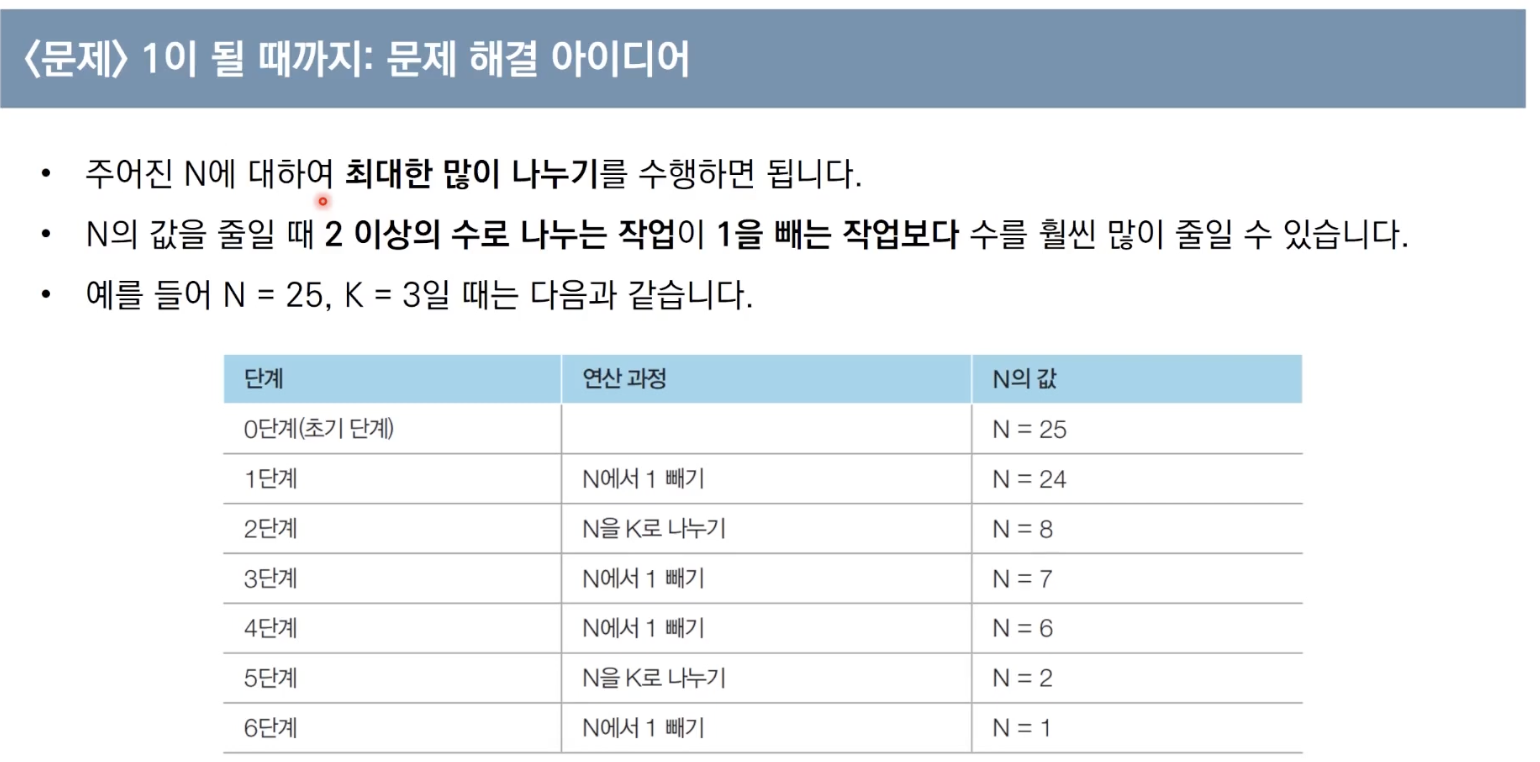 〈문제〉 1이 될 때까지: 문제 해결 아이디어
• 주어진 N에 대하여 최대한 많이 나누기를 수행하면 됩니다.
• N의 값을 줄일 때 2 이상의 수로 나누는 작업이 1을 빼는 작업보다 수를 훨씬 많이 줄일 수 있습니다.
• 예를 들어 N = 25, K = 3일 때는 다음과 같습니다.
단계 연산 과정 N의 값
0단계(초기 단계) N = 25
1단계 N에서 1 빼기 N = 24
2단계 N을 K로 나누기 N = 8
3단계 N에서 1 빼기 N = 7
4단계 N에서 1 빼기 N = 6
5단계 N을 K로 나누기 N = 2
6단계 N에서 1 빼기 N = 1